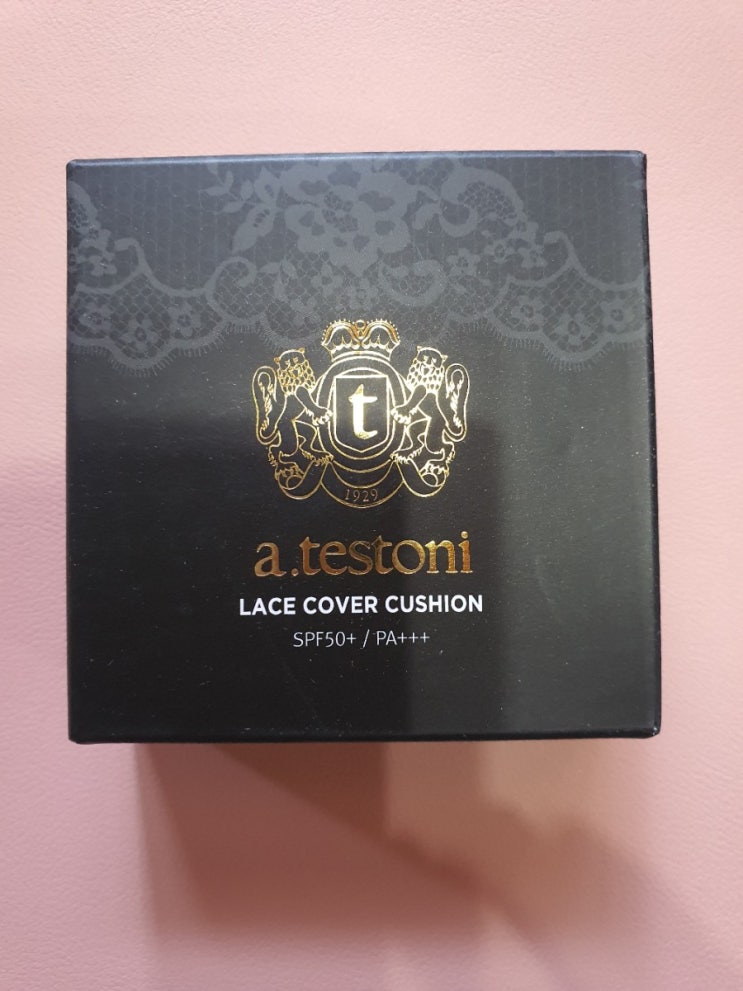 t
1929
a.testoni
LACE COVER CUSHION
SPF50+ / PA+++